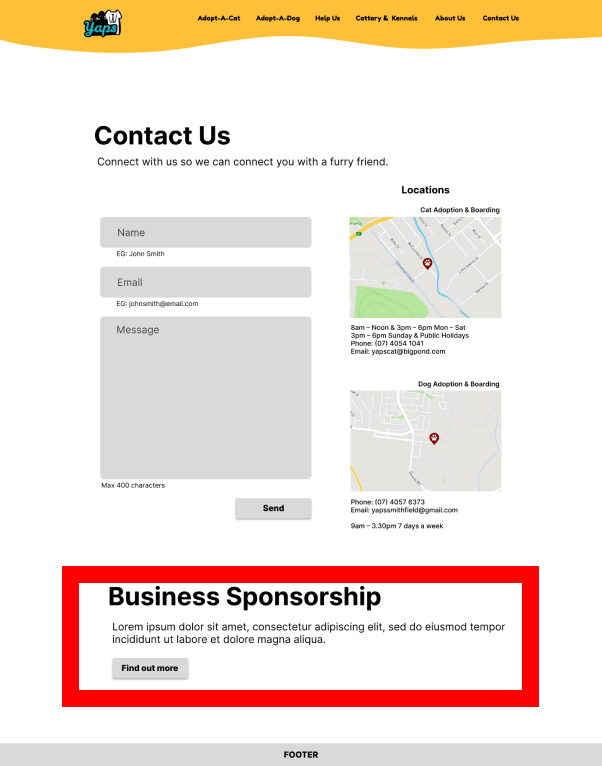 Yaps
Adopt-A-Cat
Adopt-A-Dog
Help Us
Cattery & Kennels
About Us
Contact Us
Contact Us
Connect with us so we can connect you with a furry friend.
Name
EG: John Smith
Email
EG: johnsmith@email.com
Message
Max 400 characters
Send
Locations
Cat Adoption & Boarding
8am – Noon & 3pm – 6pm Mon – Sat
3pm – 6pm Sunday & Public Holidays
Phone: (07) 4054 1041
Email: yapscat@bigpond.com
Dog Adoption & Boarding
Phone: (07) 4057 6373
Email: yapssmithfield@gmail.com
9am – 3.30pm 7 days a week
Business Sponsorship
Lorem ipsum dolor sit amet, consectetur adipiscing elit, sed do eiusmod tempor
incididunt ut labore et dolore magna aliqua.
Find out more
FOOTER